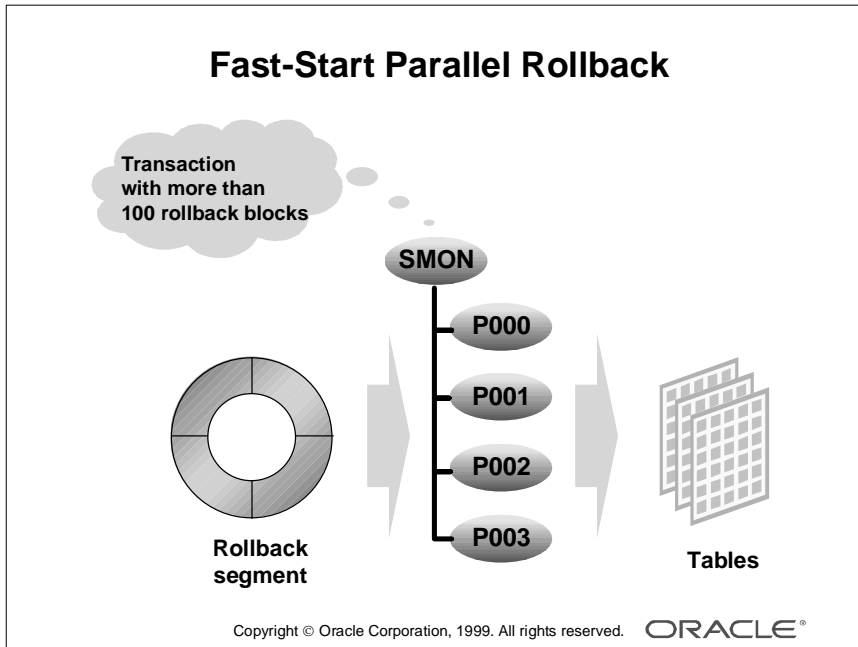 Fast-Start Parallel Rollback
Transaction
with more than
100 rollback blocks
SMON
P000
P001
P002
P003
Rollback
segment
Tables
Copyright © Oracle Corporation, 1999. All rights reserved. ORACLE®